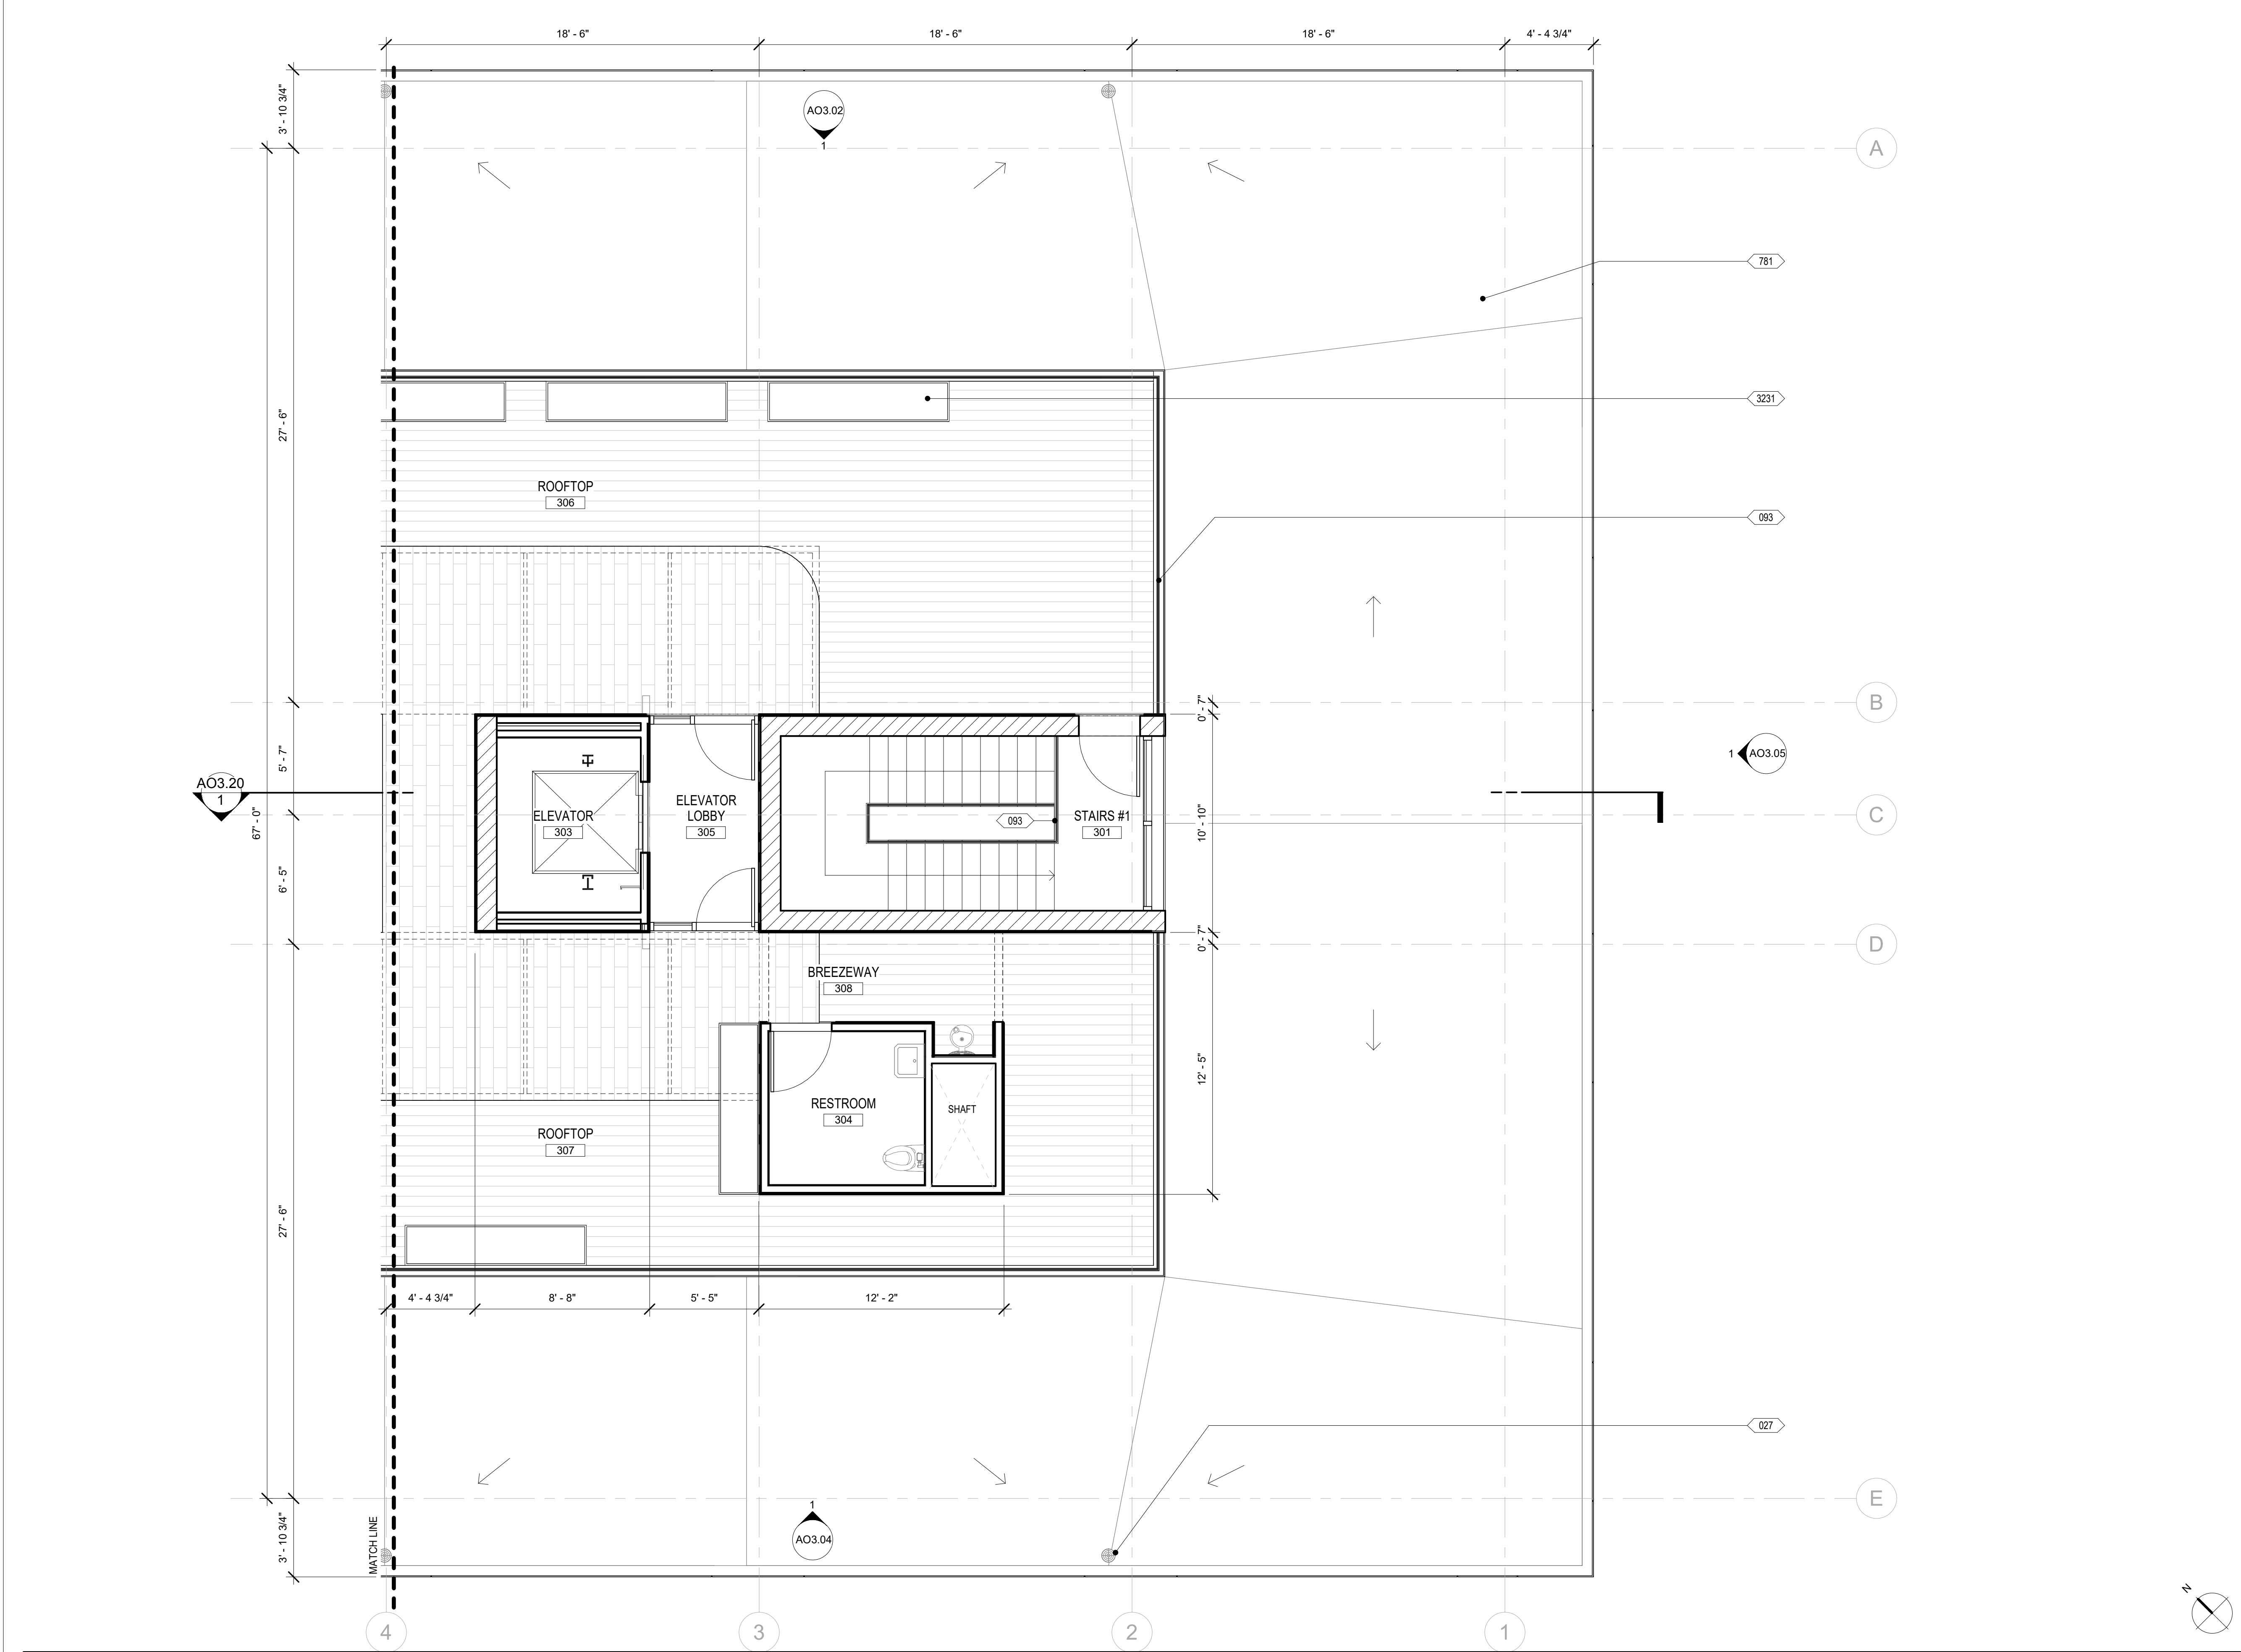 18' - 6"
18' - 6"
18' - 6"
4' - 4 3/4"
3' - 10 3/4"
AO3.02
1
A
781
3231
27' - 6"
ROOFTOP
306
093
B
0' - 7"
5' - 7"
1
AO3.05
AO3.20
1
67' - 0"
ELEVATOR
303
ELEVATOR
LOBBY
305
093
STAIRS #1
301
10' - 10"
C
6' - 5"
0' - 7"
D
BREEZEWAY
308
12' - 5"
RESTROOM
304
SHAFT
ROOFTOP
307
27' - 6"
4' - 4 3/4"
8' - 8"
5' - 5"
12' - 2"
027
E
1
AO3.04
3' - 10 3/4"
MATCH LINE
N
4
3
2
1